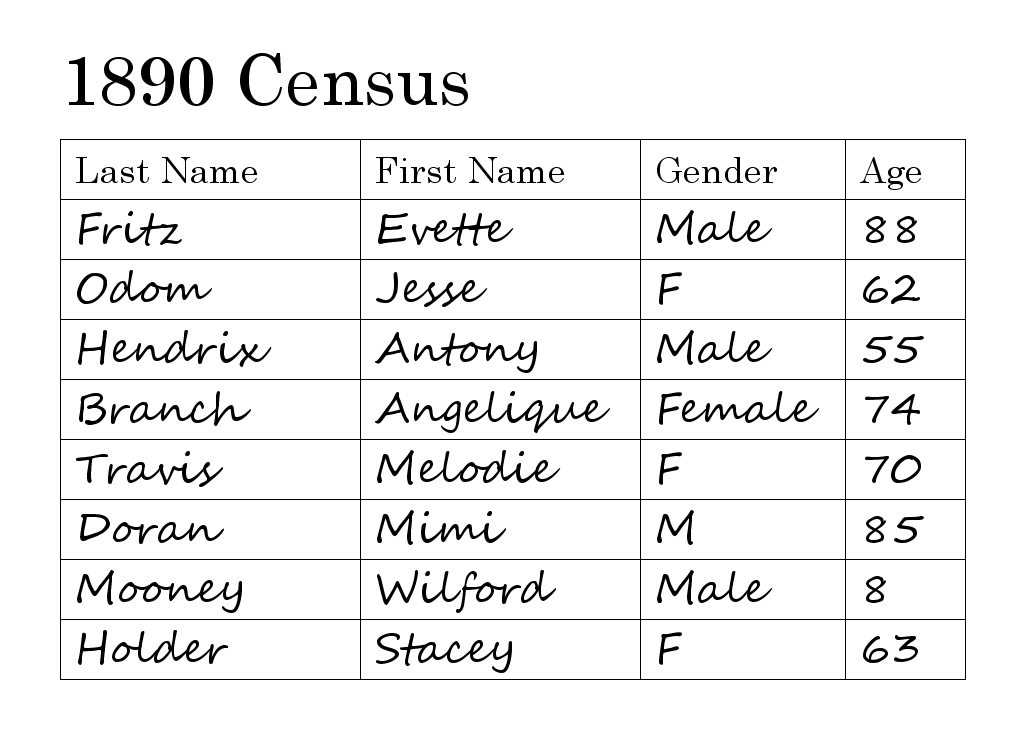 1890 Census
Last Name First Name Gender Age
Fritz Evette Male 88
Odom Jesse F 62
Hendrix Antony Male 55
Branch Angelique Female 74
Travis Melodie F 70
Doran Mimi M 85
Mooney Wilford Male 8
Holder Stacey F 63